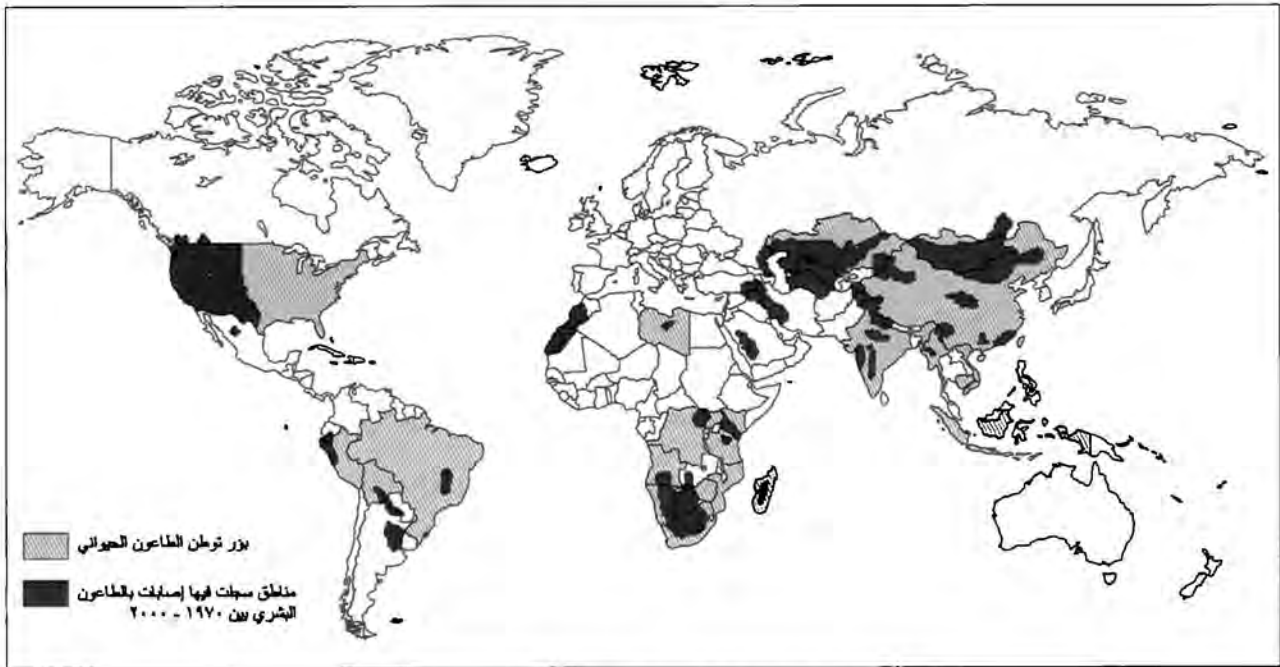 بؤر توطن الطاعون الحيواني
مناطق سجلت فيها إصابات بالطاعون
البشري بين ١٩٧٠ - ٢٠٠٠